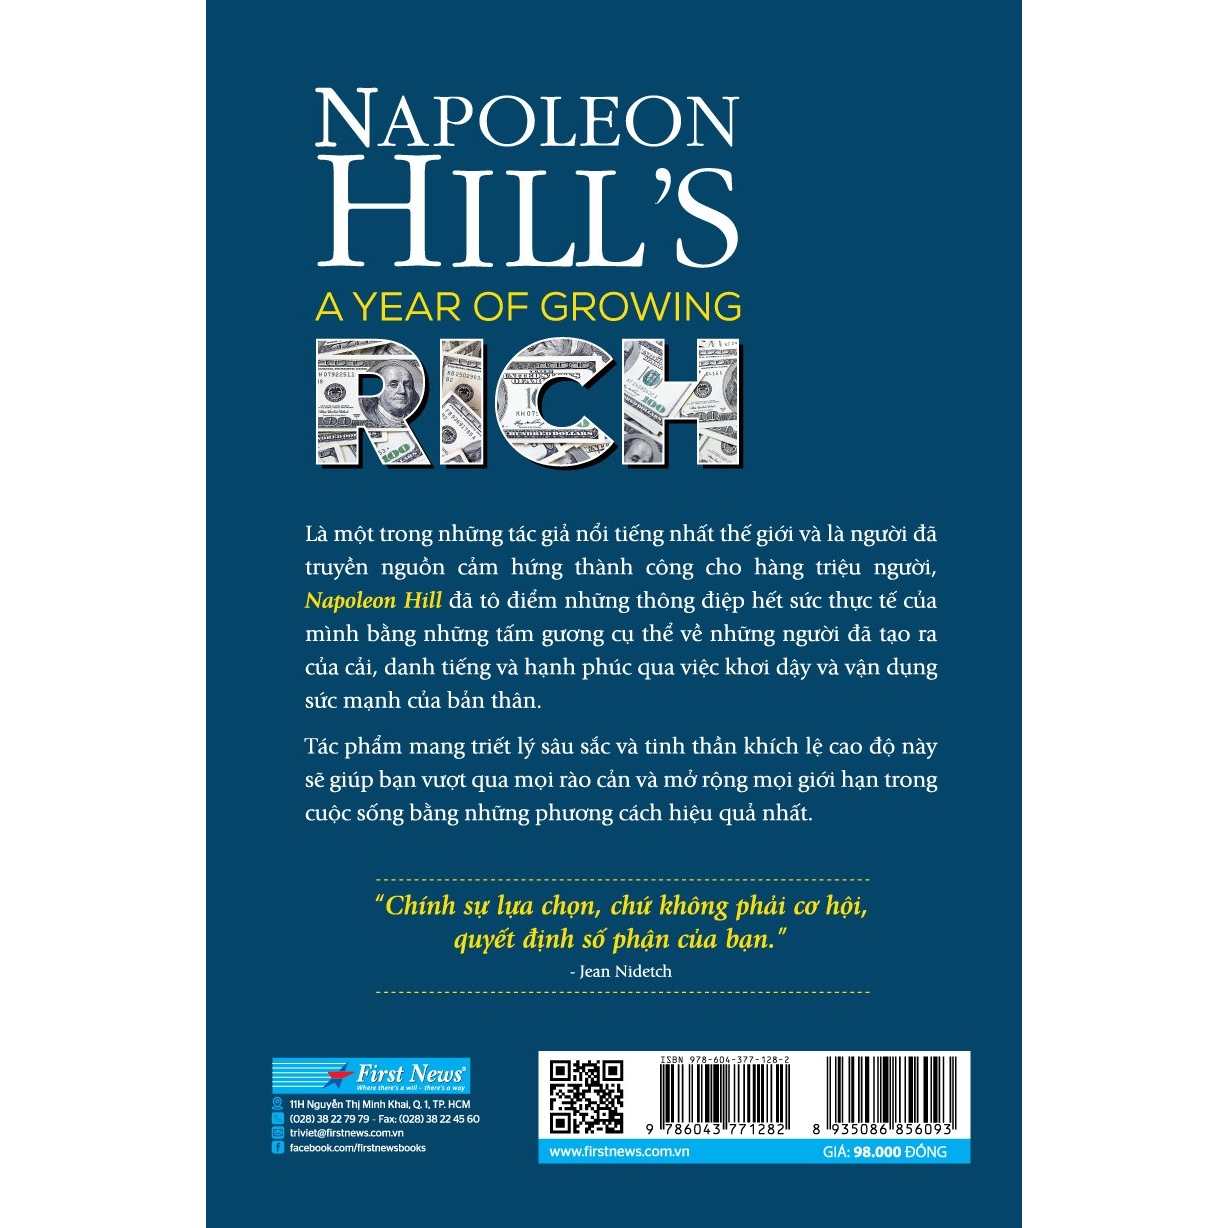 NAPOLEON
HILL'S
A YEAR OF GROWING
RICH
Là một trong những tác giả nổi tiếng nhất thế giới và là người đã
truyền nguồn cảm hứng thành công cho hàng triệu người,
Napoleon Hill đã tô điểm những thông điệp hết sức thực tế của
mình bằng những tấm gương cụ thể về những người đã tạo ra
của cải, danh tiếng và hạnh phúc qua việc khơi dậy và vận dụng
sức mạnh của bản thân.
Tác phẩm mang triết lý sâu sắc và tinh thần khích lệ cao độ này
sẽ giúp bạn vượt qua mọi rào cản và mở rộng mọi giới hạn trong
cuộc sống bằng những phương cách hiệu quả nhất.
“Chính sự lựa chọn, chứ không phải cơ hội,
quyết định số phận của bạn.”
- Jean Nidetch
First News®
Where there's a will - there's a way
11H Nguyễn Thị Minh Khai, Q. 1, TP. HCM
(028) 38 22 79 79 - Fax: (028) 38 22 45 60
triviet@firstnews.com.vn
facebook.com/firstnewsbooks
ISBN 978-604-377-128-2
9 786043 771282
8 935086 856093
www.firstnews.com.vn
GIÁ: 98.000 ĐỒNG